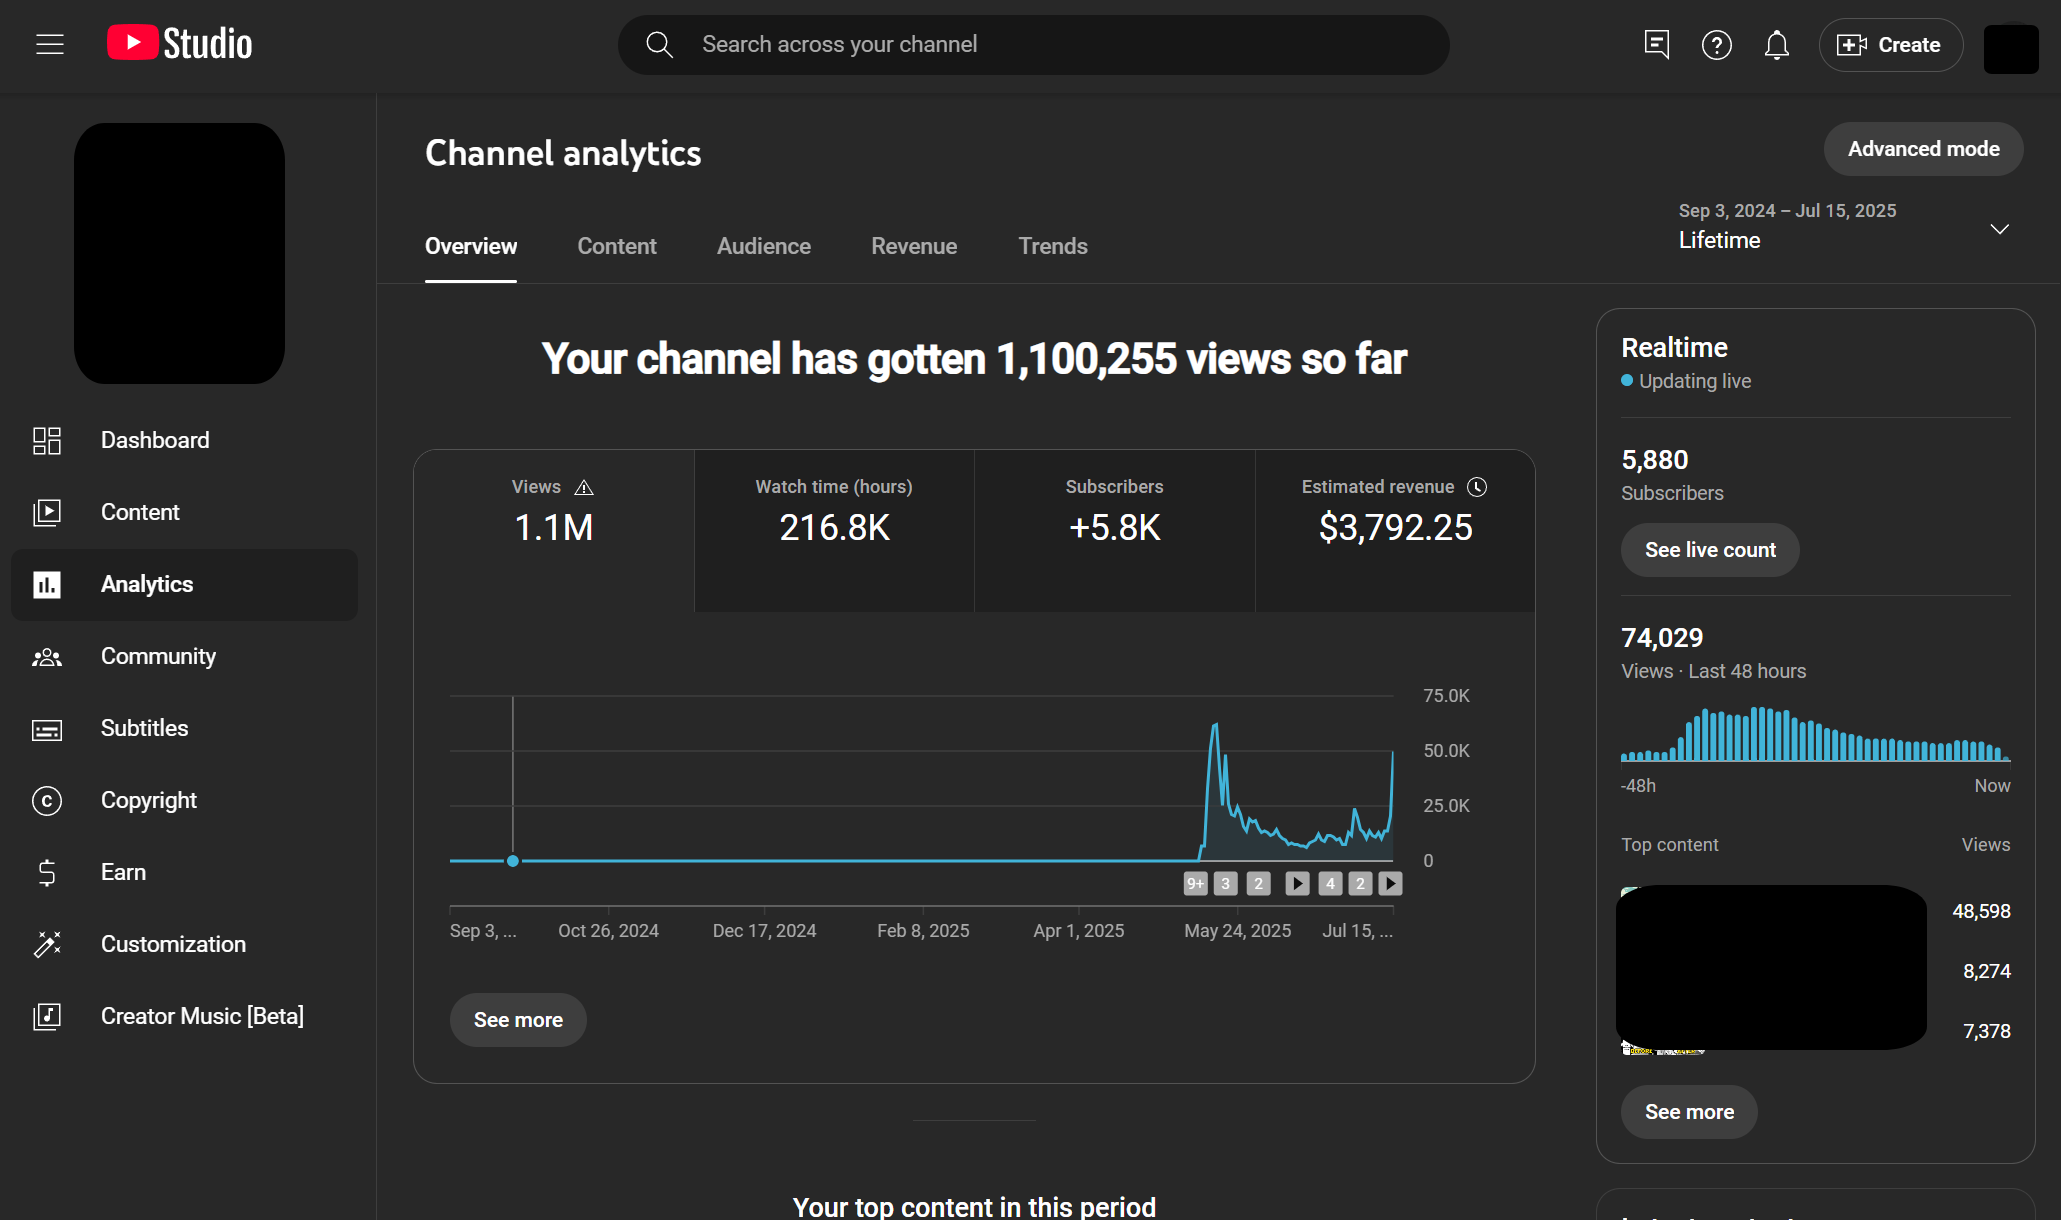 Studio
Search across your channel
Create
Channel analytics
Advanced mode
Sep 3, 2024 – Jul 15, 2025
Lifetime
Overview
Content
Audience
Revenue
Trends
Your channel has gotten 1,100,255 views so far
Dashboard
Content
Analytics
Community
Subtitles
Copyright
Earn
Customization
Creator Music [Beta]
Views
1.1M
Watch time (hours)
216.8K
Subscribers
+5.8K
Estimated revenue
$3,792.25
75.0K
50.0K
25.0K
0
9+ 3 2 4 2
Sep 3, ...
Oct 26, 2024
Dec 17, 2024
Feb 8, 2025
Apr 1, 2025
May 24, 2025
Jul 15, ...
See more
Your top content in this period
Realtime
Updating live
5,880
Subscribers
See live count
74,029
Views · Last 48 hours
-48h
Now
Top content
Views
48,598
8,274
7,378
See more